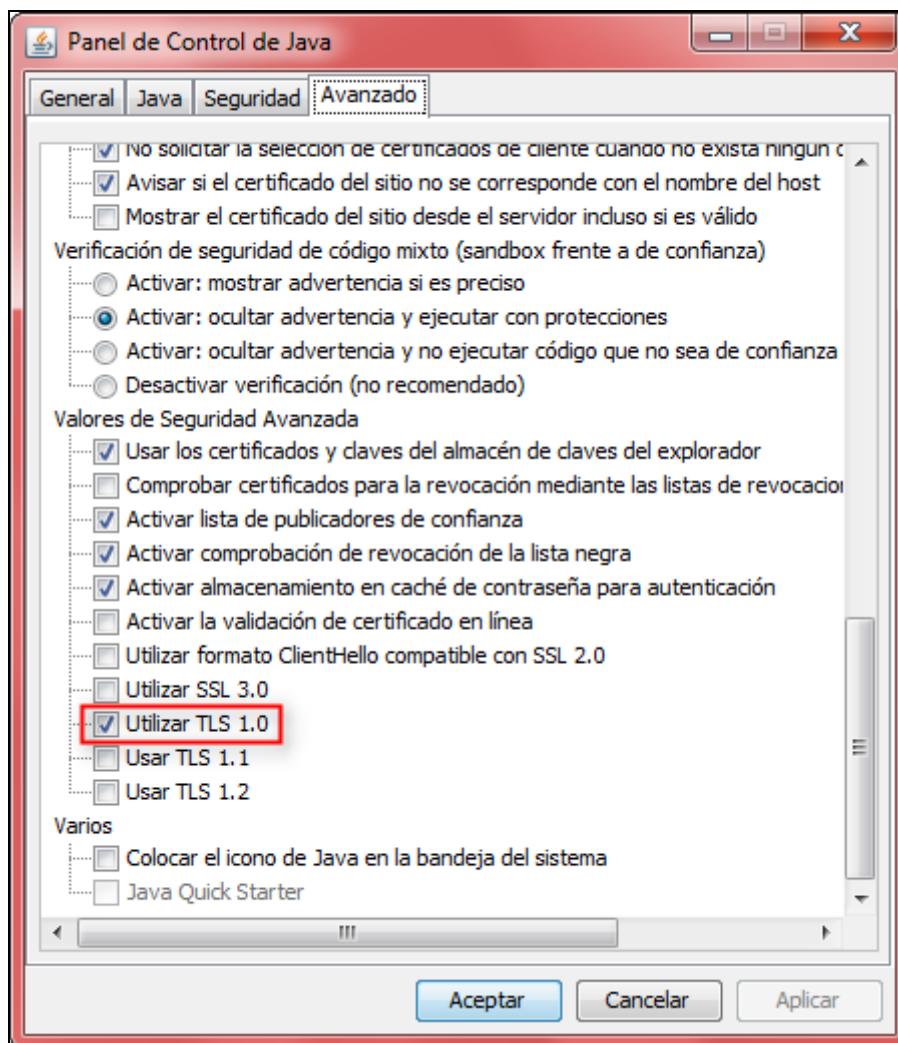 Panel de Control de Java
General Java Seguridad Avanzado
No solicitar la selección de certificados de cliente cuando no exista ningún c
Avisar si el certificado del sitio no se corresponde con el nombre del host
Mostrar el certificado del sitio desde el servidor incluso si es válido
Verificación de seguridad de código mixto (sandbox frente a de confianza)
Activar: mostrar advertencia si es preciso
Activar: ocultar advertencia y ejecutar con protecciones
Activar: ocultar advertencia y no ejecutar código que no sea de confianza
Desactivar verificación (no recomendado)
Valores de Seguridad Avanzada
Usar los certificados y claves del almacén de claves del explorador
Comprobar certificados para la revocación mediante las listas de revocacion
Activar lista de publicadores de confianza
Activar comprobación de revocación de la lista negra
Activar almacenamiento en caché de contraseña para autenticación
Activar la validación de certificado en línea
Utilizar formato ClientHello compatible con SSL 2.0
Utilizar SSL 3.0
Utilizar TLS 1.0
Usar TLS 1.1
Usar TLS 1.2
Varios
Colocar el icono de Java en la bandeja del sistema
Java Quick Starter
Aceptar Cancelar Aplicar